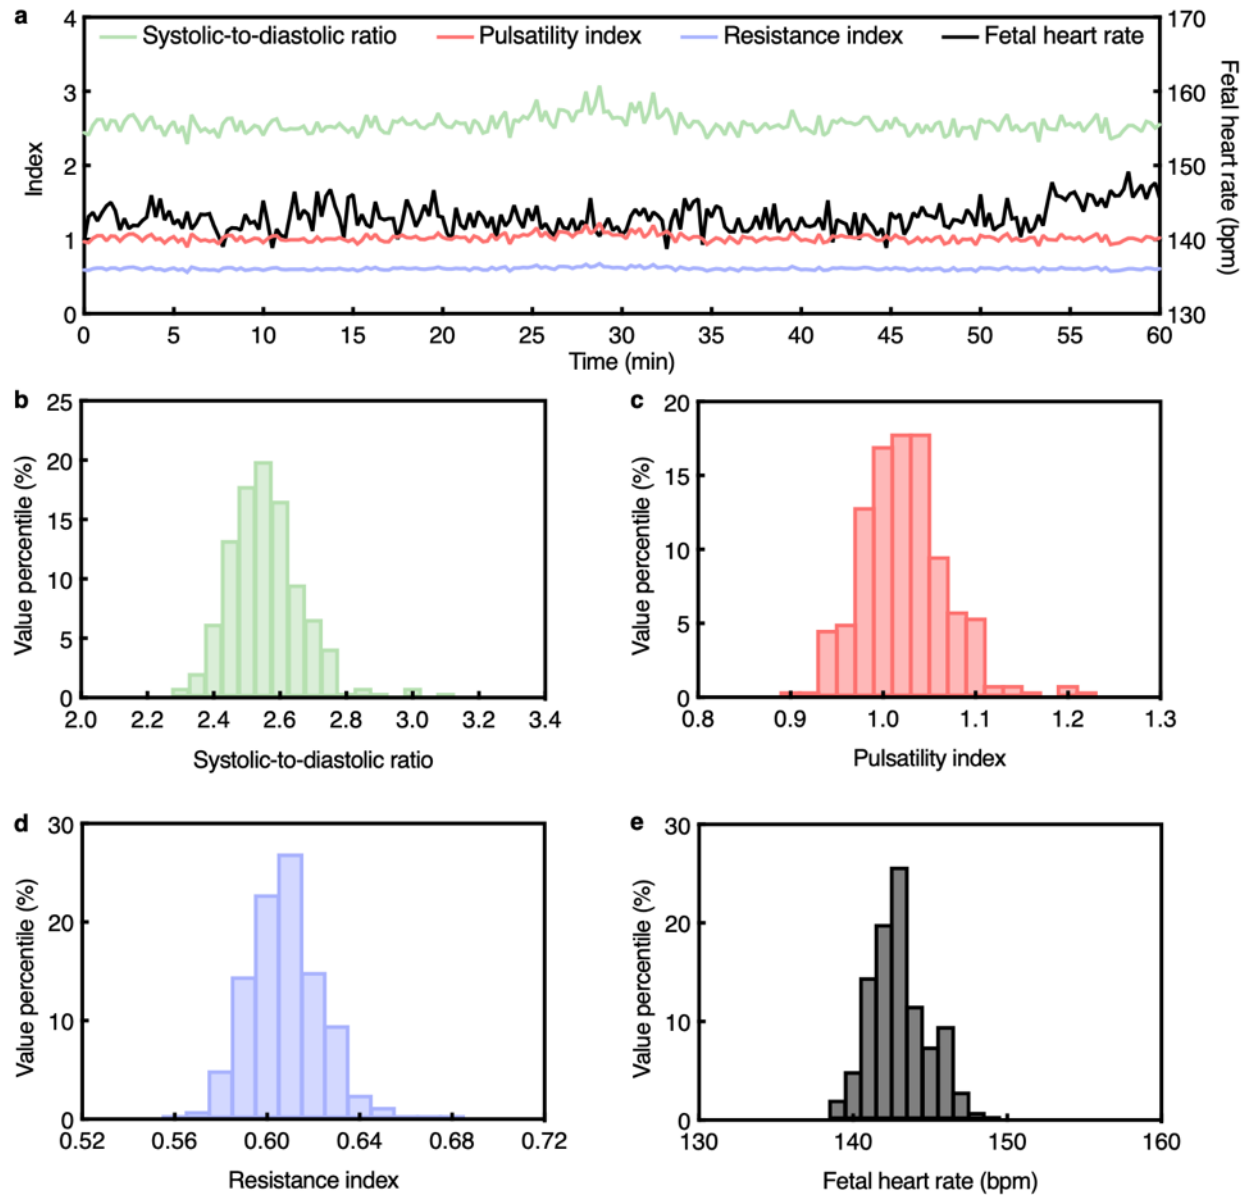 a
Systolic-to-diastolic ratio Pulsatility index Resistance index Fetal heart rate
4 3 2 1 0
Index
170 160 150 140 130
Fetal heart rate (bpm)
0 5 10 15 20 25 30 35 40 45 50 55 60
Time (min)
b
25 20 15 10 5 0
Value percentile (%)
2.0 2.2 2.4 2.6 2.8 3.0 3.2 3.4
Systolic-to-diastolic ratio
c
20 15 10 5 0
Value percentile (%)
0.8 0.9 1.0 1.1 1.2 1.3
Pulsatility index
d
30 20 10 0
Value percentile (%)
0.52 0.56 0.60 0.64 0.68 0.72
Resistance index
e
30 20 10 0
Value percentile (%)
130 140 150 160
Fetal heart rate (bpm)